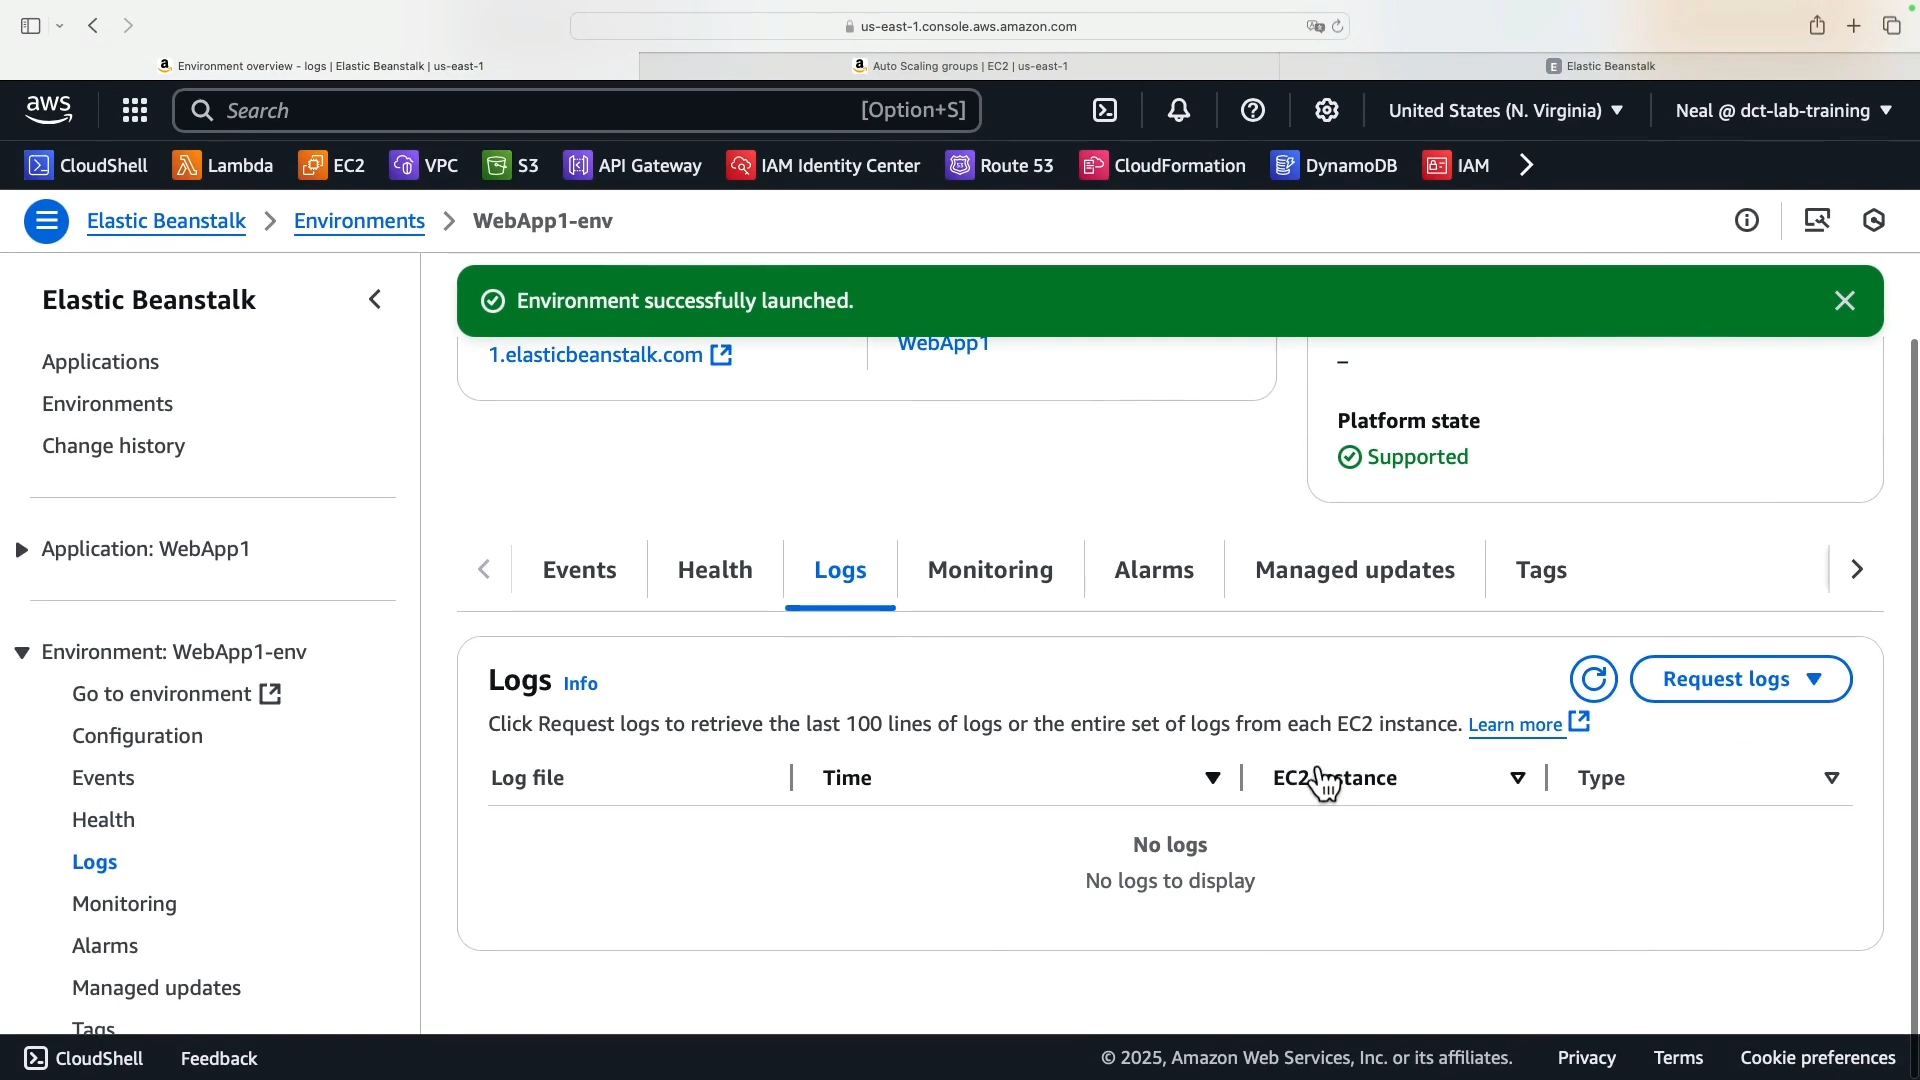 us-east-1.console.aws.amazon.com
Environment overview - logs | Elastic Beanstalk | us-east-1
Auto Scaling groups | EC2 | us-east-1
E Elastic Beanstalk
aws
Search [Option+S]
United States (N. Virginia)
Neal @ dct-lab-training
CloudShell
Lambda
EC2
VPC
S3
API Gateway
IAM Identity Center
Route 53
CloudFormation
DynamoDB
IAM
Elastic Beanstalk > Environments > WebApp1-env
Elastic Beanstalk
Applications
Environments
Change history
Application: WebApp1
Environment: WebApp1-env
Go to environment
Configuration
Events
Health
Logs
Monitoring
Alarms
Managed updates
Tags
Environment successfully launched.
1.elasticbeanstalk.com
WebApp1
–
Platform state
Supported
Events
Health
Logs
Monitoring
Alarms
Managed updates
Tags
Logs Info
Request logs
Click Request logs to retrieve the last 100 lines of logs or the entire set of logs from each EC2 instance. Learn more
Log file
Time
EC2 instance
Type
No logs
No logs to display
CloudShell
Feedback
© 2025, Amazon Web Services, Inc. or its affiliates.
Privacy
Terms
Cookie preferences